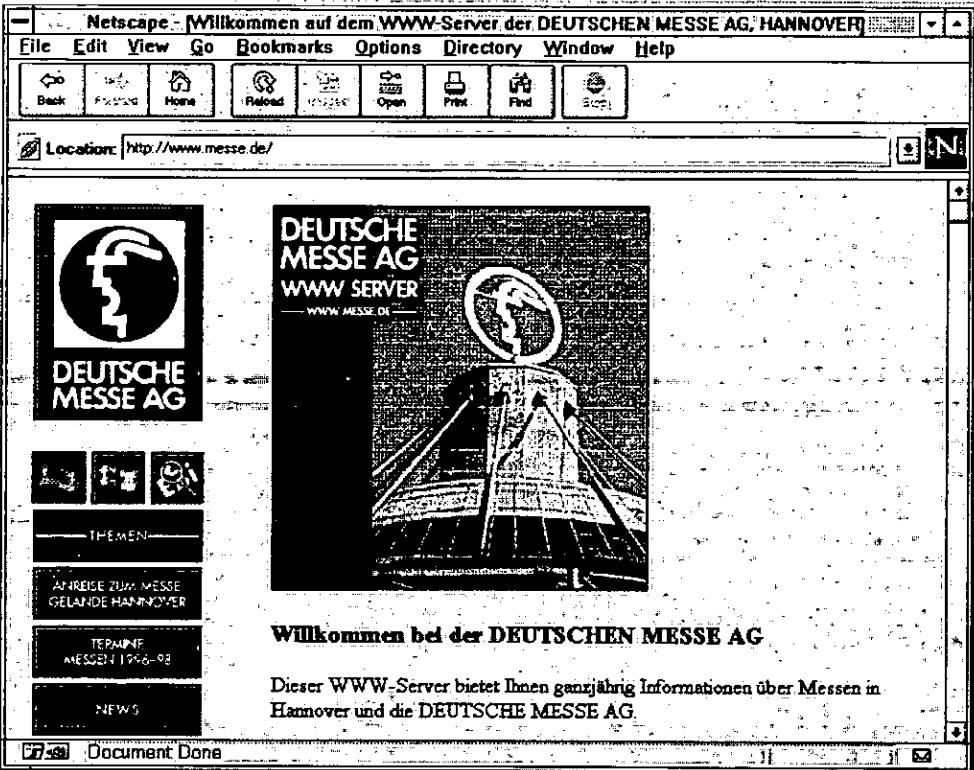 Netscape - [Willkommen auf dem WWW-Server der DEUTSCHEN MESSE AG, HANNOVER]
File Edit View Go Bookmarks Options Directory Window Help
Back Home Reload Open Print Find
Location: http://www.messe.de/
N
DEUTSCHE
MESSE AG
DEUTSCHE
MESSE AG
WWW SERVER
WWW.MESSE.DE
THEMEN
ANREISE ZUM MESSE
GELANDE HANNOVER
TERMINE
MESSEN 1996-98
NEWS
Willkommen bei der DEUTSCHEN MESSE AG
Dieser WWW-Server bietet Ihnen ganzjährig Informationen über Messen in
Hannover und die DEUTSCHE MESSE AG.
Document Done